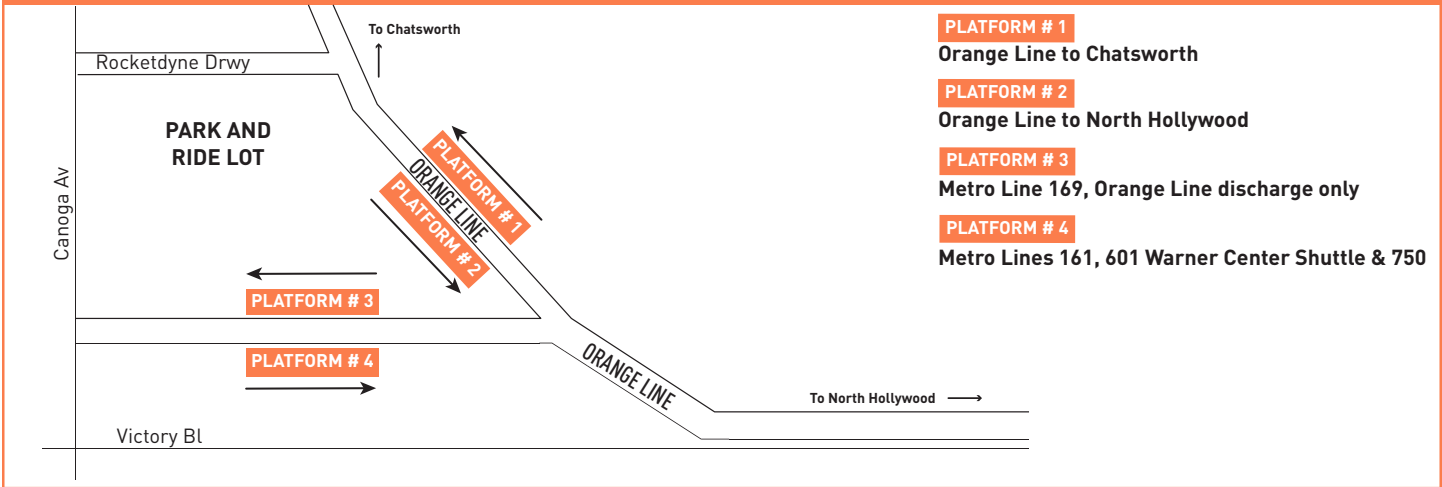 To Chatsworth
Rocketdyne Drwy
PARK AND
RIDE LOT
Canoga Av
PLATFORM # 1
ORANGE LINE
PLATFORM # 2
PLATFORM # 3
PLATFORM # 4
ORANGE LINE
To North Hollywood
Victory Bl
PLATFORM # 1
Orange Line to Chatsworth
PLATFORM # 2
Orange Line to North Hollywood
PLATFORM # 3
Metro Line 169, Orange Line discharge only
PLATFORM # 4
Metro Lines 161, 601 Warner Center Shuttle & 750